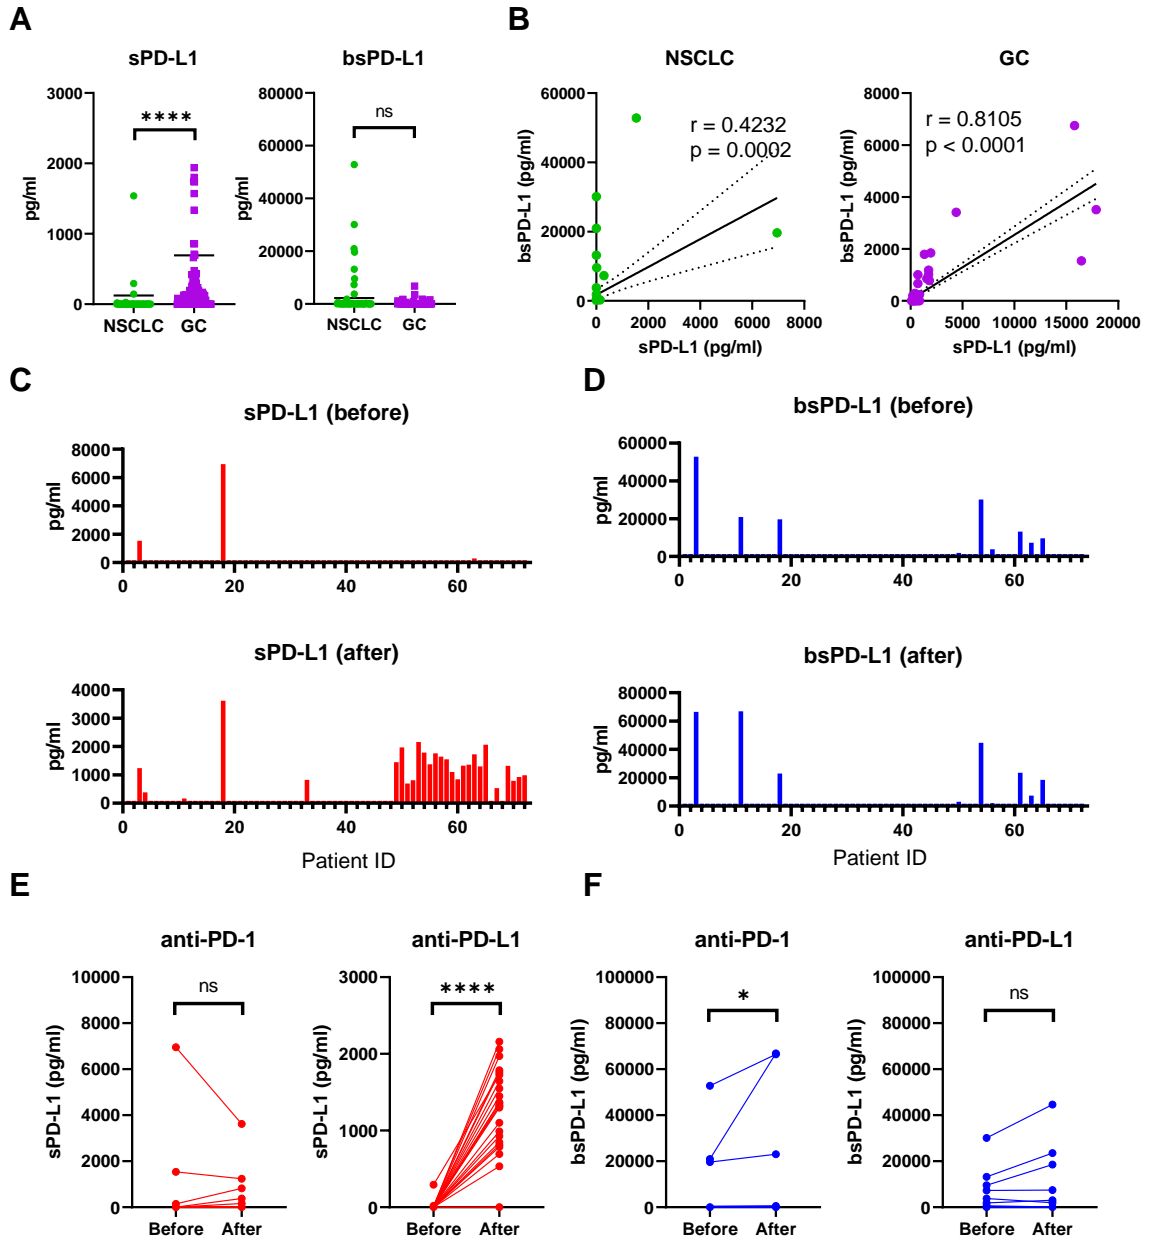 A
sPD-L1
pg/ml
3000
2000
1000
0
****
NSCLC
GC
bsPD-L1
pg/ml
80000
60000
40000
20000
0
ns
NSCLC
GC
B
NSCLC
bsPD-L1 (pg/ml)
60000
40000
20000
0
r = 0.4232
p = 0.0002
0 2000 4000 6000 8000
sPD-L1 (pg/ml)
GC
bsPD-L1 (pg/ml)
8000
6000
4000
2000
0
r = 0.8105
p < 0.0001
0 5000 10000 15000 20000
sPD-L1 (pg/ml)
C
sPD-L1 (before)
pg/ml
8000
6000
4000
2000
0
0 20 40 60
sPD-L1 (after)
pg/ml
4000
3000
2000
1000
0
0 20 40 60
Patient ID
D
bsPD-L1 (before)
pg/ml
60000
40000
20000
0
0 20 40 60
bsPD-L1 (after)
pg/ml
80000
60000
40000
20000
0
0 20 40 60
Patient ID
E
anti-PD-1
sPD-L1 (pg/ml)
10000
8000
6000
4000
2000
0
ns
Before After
anti-PD-L1
sPD-L1 (pg/ml)
3000
2000
1000
0
****
Before After
F
anti-PD-1
bsPD-L1 (pg/ml)
100000
80000
60000
40000
20000
0
*
Before After
anti-PD-L1
bsPD-L1 (pg/ml)
100000
80000
60000
40000
20000
0
ns
Before After